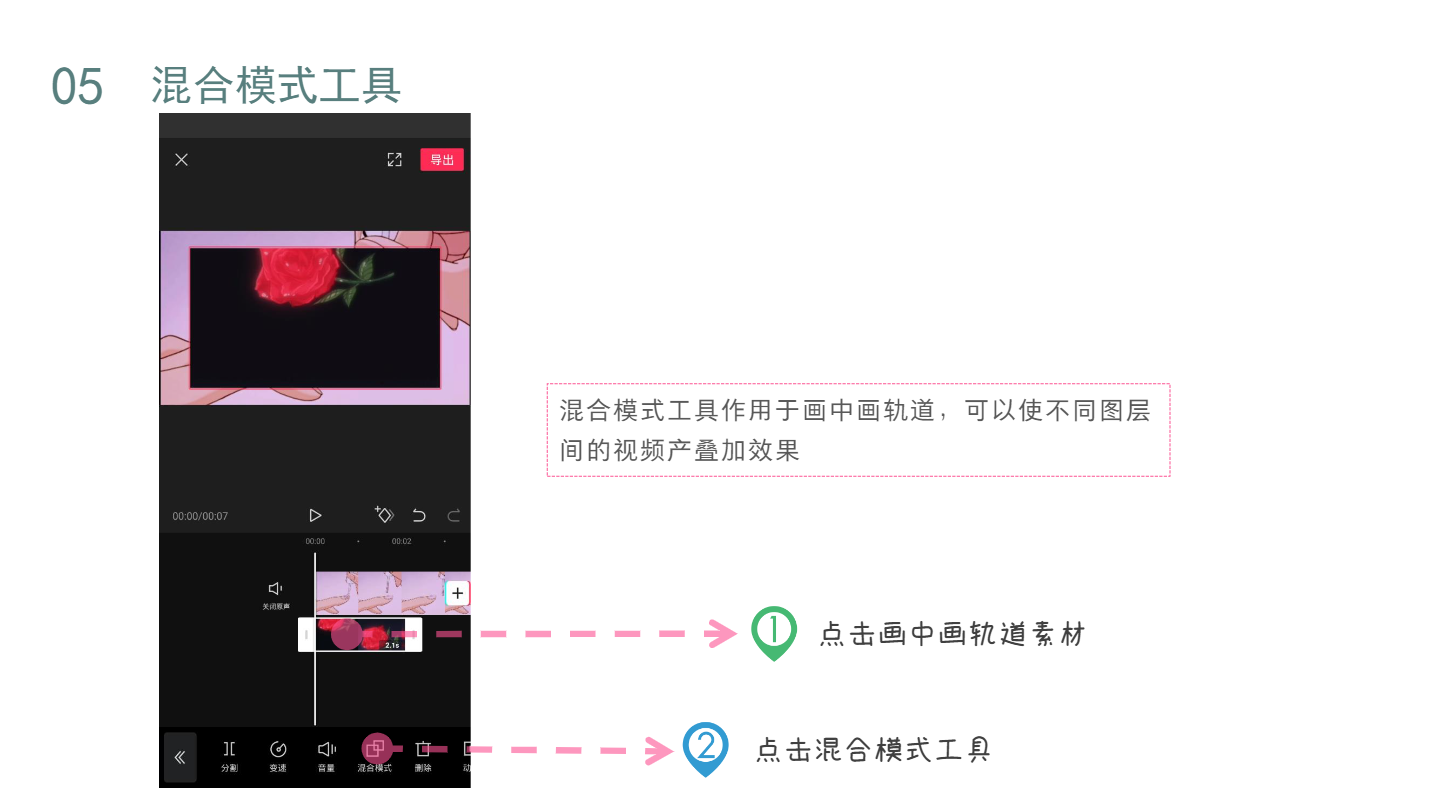 05 混合模式工具
导出
混合模式工具作用于画中画轨道，可以使不同图层
间的视频产叠加效果
00:00/00:07
00:00
00:02
关闭原声
2.1s
1 点击画中画轨道素材
2 点击混合模式工具
分割
变速
音量
混合模式
删除
动